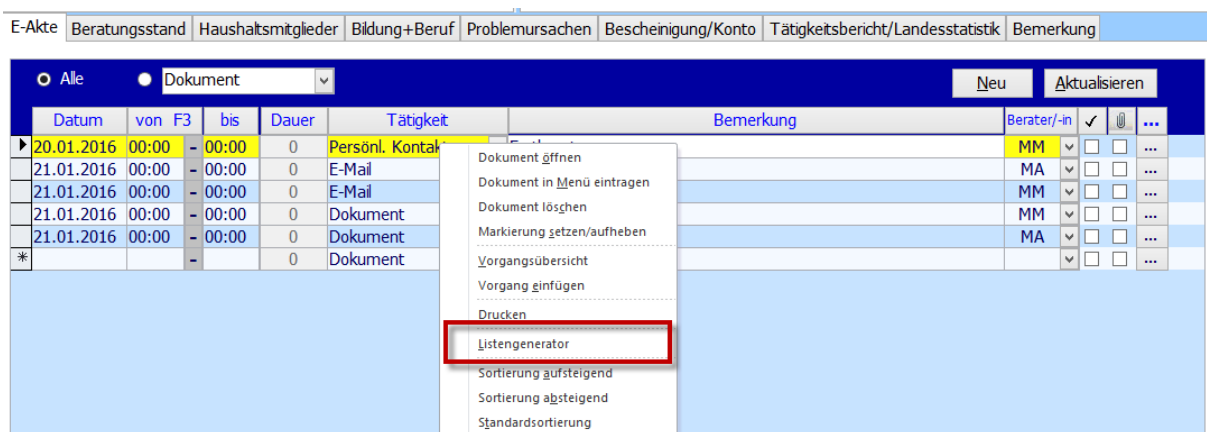 E-Akte Beratungsstand Haushaltsmitglieder Bildung+Beruf Problemursachen Bescheinigung/Konto Tätigkeitsbericht/Landesstatistik Bemerkung
Alle Dokument Neu Aktualisieren
Datum von F3 bis Dauer Tätigkeit Bemerkung Berater/-in ✓ ...
20.01.2016 00:00 - 00:00 0 Persönl. Kontakt MM ...
21.01.2016 00:00 - 00:00 0 E-Mail MA ...
21.01.2016 00:00 - 00:00 0 E-Mail MM ...
21.01.2016 00:00 - 00:00 0 Dokument MM ...
21.01.2016 00:00 - 00:00 0 Dokument MA ...
* - 0 Dokument ...
Dokument öffnen
Dokument in Menü eintragen
Dokument löschen
Markierung setzen/aufheben
Vorgangsübersicht
Vorgang einfügen
Drucken
Listengenerator
Sortierung aufsteigend
Sortierung absteigend
Standardsortierung